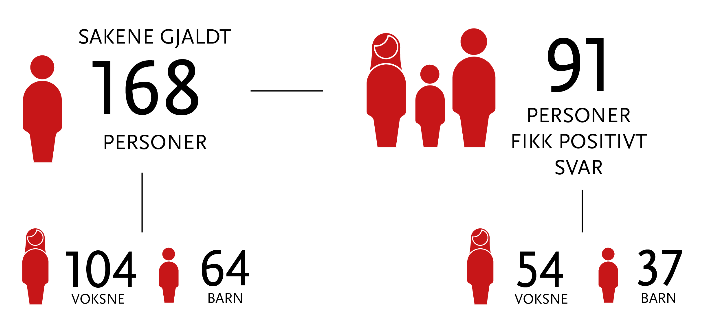 SAKENE GJALDT
168
PERSONER
91
PERSONER
FIKK POSITIVT
SVAR
104
VOKSNE
64
BARN
54
VOKSNE
37
BARN